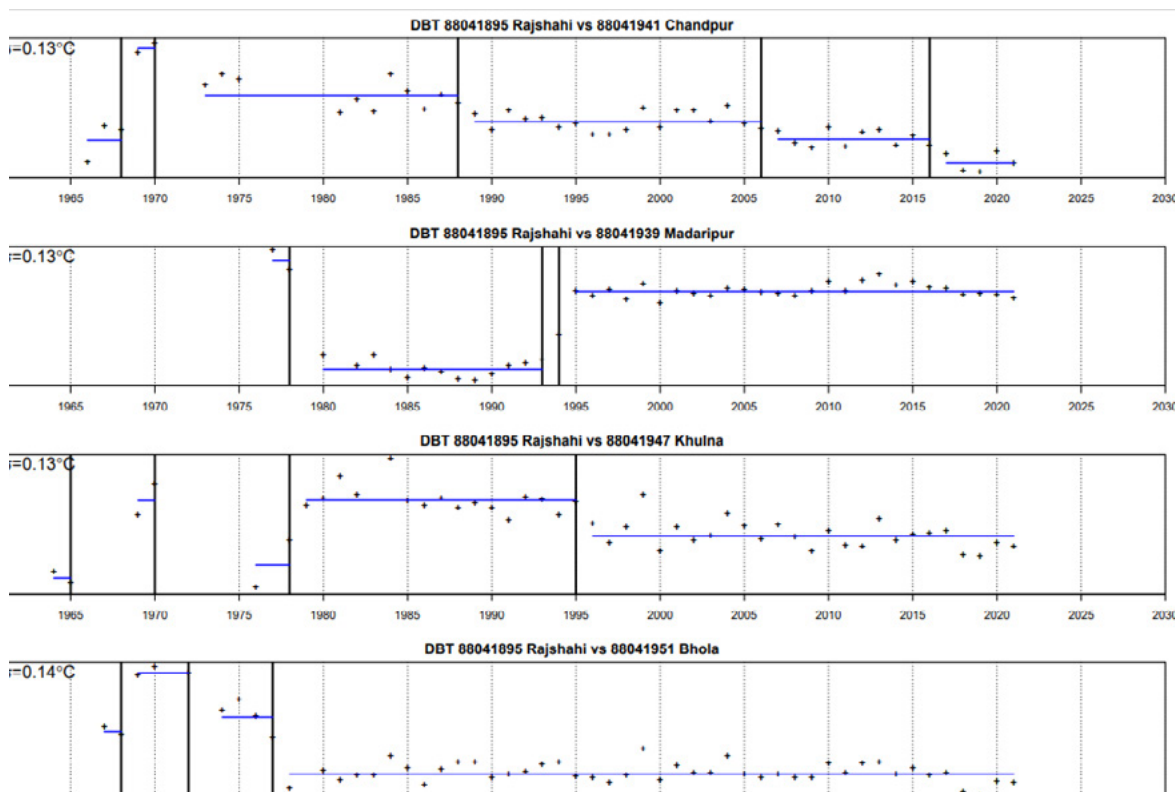 DBT 88041895 Rajshahi vs 88041941 Chandpur
=0.13°C
1965 1970 1975 1980 1985 1990 1995 2000 2005 2010 2015 2020 2025 2030
DBT 88041895 Rajshahi vs 88041939 Madaripur
=0.13°C
1965 1970 1975 1980 1985 1990 1995 2000 2005 2010 2015 2020 2025 2030
DBT 88041895 Rajshahi vs 88041947 Khulna
=0.13°C
1965 1970 1975 1980 1985 1990 1995 2000 2005 2010 2015 2020 2025 2030
DBT 88041895 Rajshahi vs 88041951 Bhola
=0.14°C